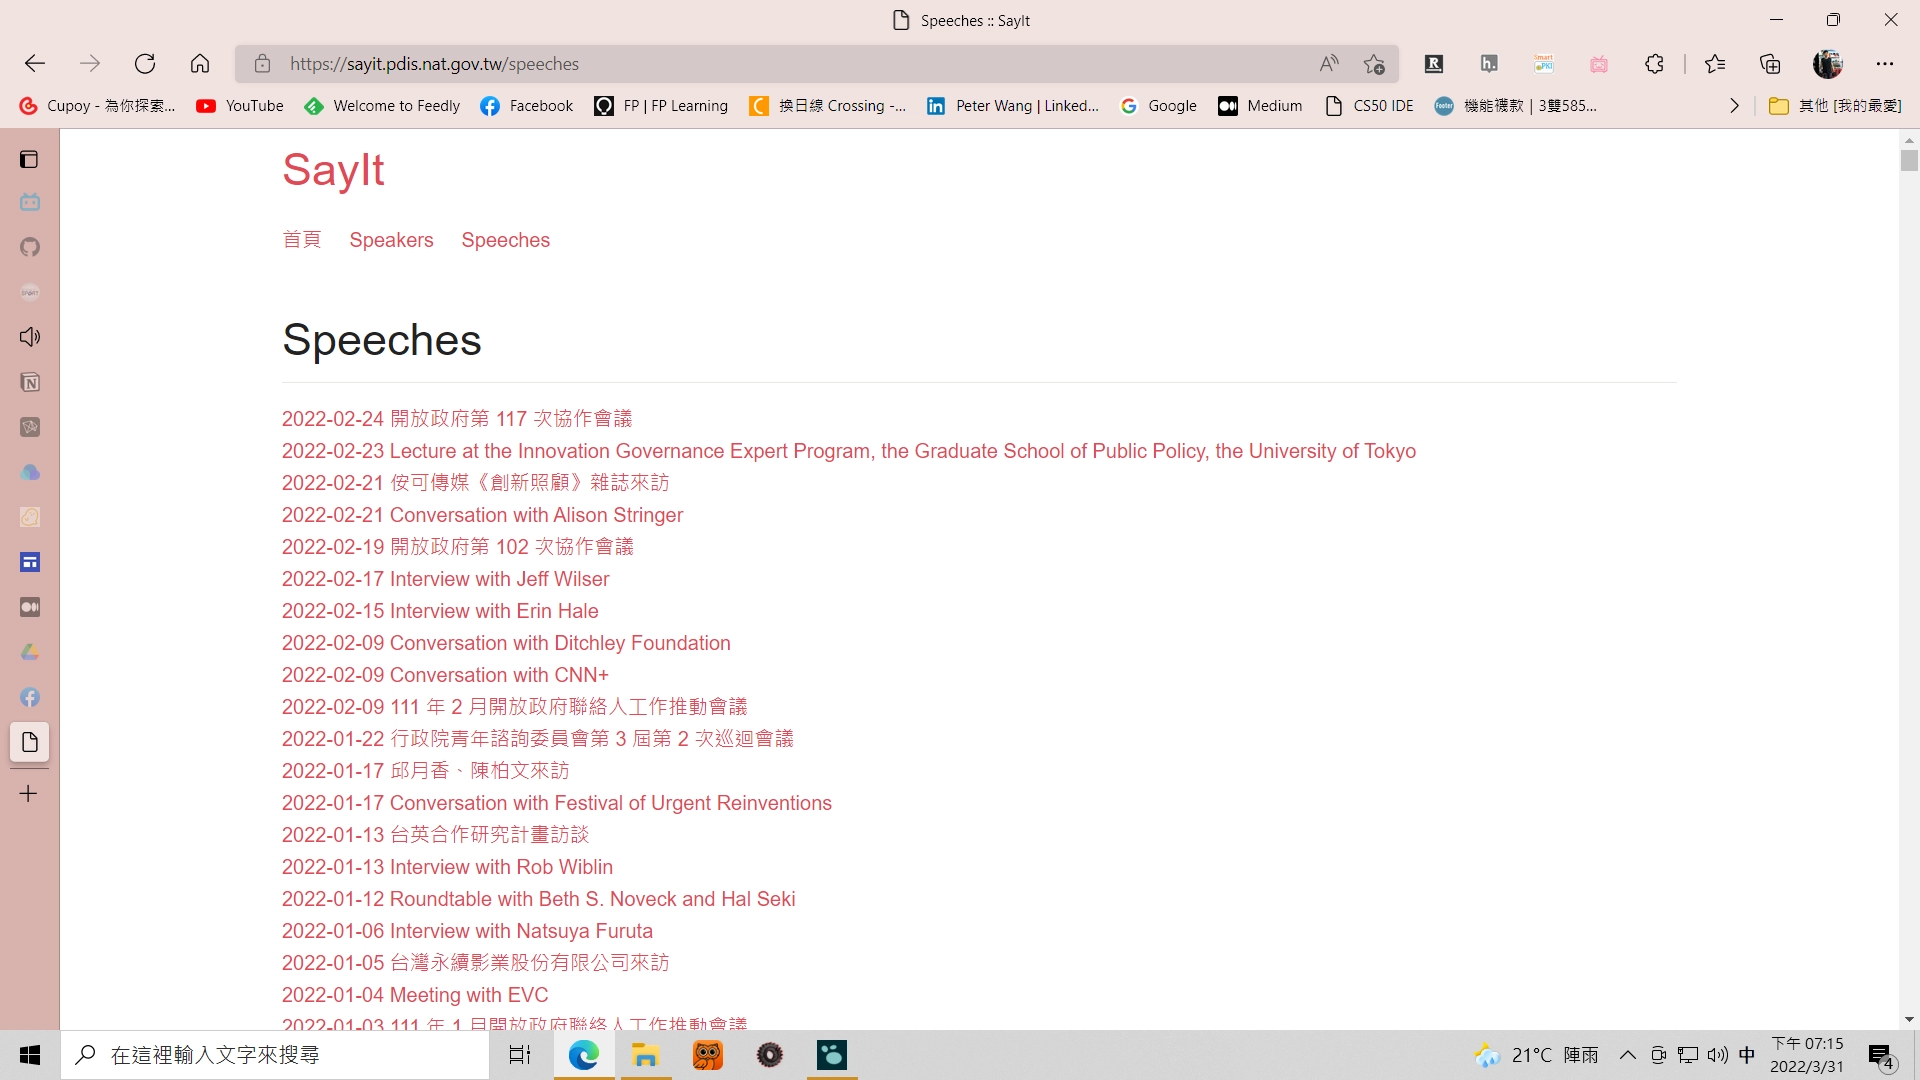 Speeches :: SayIt
https://sayit.pdis.nat.gov.tw/speeches
Cupoy - 為你探索...
YouTube
Welcome to Feedly
Facebook
FP | FP Learning
換日線 Crossing -...
Peter Wang | Linked...
Google
Medium
CS50 IDE
機能襪款 | 3雙585...
其他 [我的最愛]
SayIt
首頁 Speakers Speeches
Speeches
2022-02-24 開放政府第 117 次協作會議
2022-02-23 Lecture at the Innovation Governance Expert Program, the Graduate School of Public Policy, the University of Tokyo
2022-02-21 侒可傳媒《創新照顧》雜誌來訪
2022-02-21 Conversation with Alison Stringer
2022-02-19 開放政府第 102 次協作會議
2022-02-17 Interview with Jeff Wilser
2022-02-15 Interview with Erin Hale
2022-02-09 Conversation with Ditchley Foundation
2022-02-09 Conversation with CNN+
2022-02-09 111 年 2 月開放政府聯絡人工作推動會議
2022-01-22 行政院青年諮詢委員會第 3 屆第 2 次巡迴會議
2022-01-17 邱月香、陳柏文來訪
2022-01-17 Conversation with Festival of Urgent Reinventions
2022-01-13 台英合作研究計畫訪談
2022-01-13 Interview with Rob Wiblin
2022-01-12 Roundtable with Beth S. Noveck and Hal Seki
2022-01-06 Interview with Natsuya Furuta
2022-01-05 台灣永續影業股份有限公司來訪
2022-01-04 Meeting with EVC
2022-01-03 111 年 1 月開放政府聯絡人工作推動會議
在這裡輸入文字來搜尋
21°C 陣雨
中
下午 07:15
2022/3/31
4